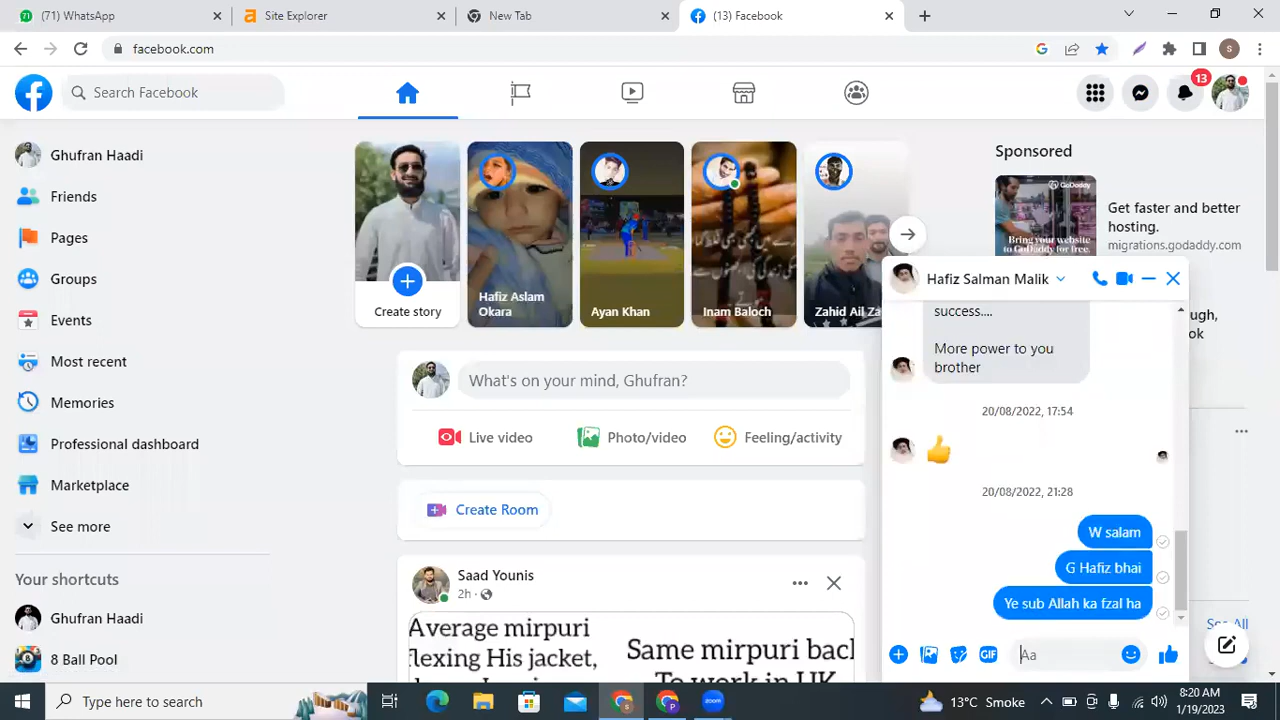 (71) WhatsApp
Site Explorer
New Tab
(13) Facebook
facebook.com
Search Facebook
13
Ghufran Haadi
Friends
Pages
Groups
Events
Most recent
Memories
Professional dashboard
Marketplace
See more
Your shortcuts
Ghufran Haadi
8 Ball Pool
Create story
Hafiz Aslam
Okara
Ayan Khan
Inam Baloch
Zahid Ail Za
What's on your mind, Ghufran?
Live video
Photo/video
Feeling/activity
Create Room
Saad Younis
2h
Average mirpuri
flexing His jacket,
Same mirpuri back
To work in UK
Sponsored
GoDaddy
Bring your website
to GoDaddy for free.
Get faster and better
hosting.
migrations.godaddy.com
ugh,
ok
See All
Hafiz Salman Malik
success....
More power to you
brother
20/08/2022, 17:54
20/08/2022, 21:28
W salam
G Hafiz bhai
Ye sub Allah ka fzal ha
GIF
Aa
Type here to search
zoom
13°C Smoke
8:20 AM
1/19/2023